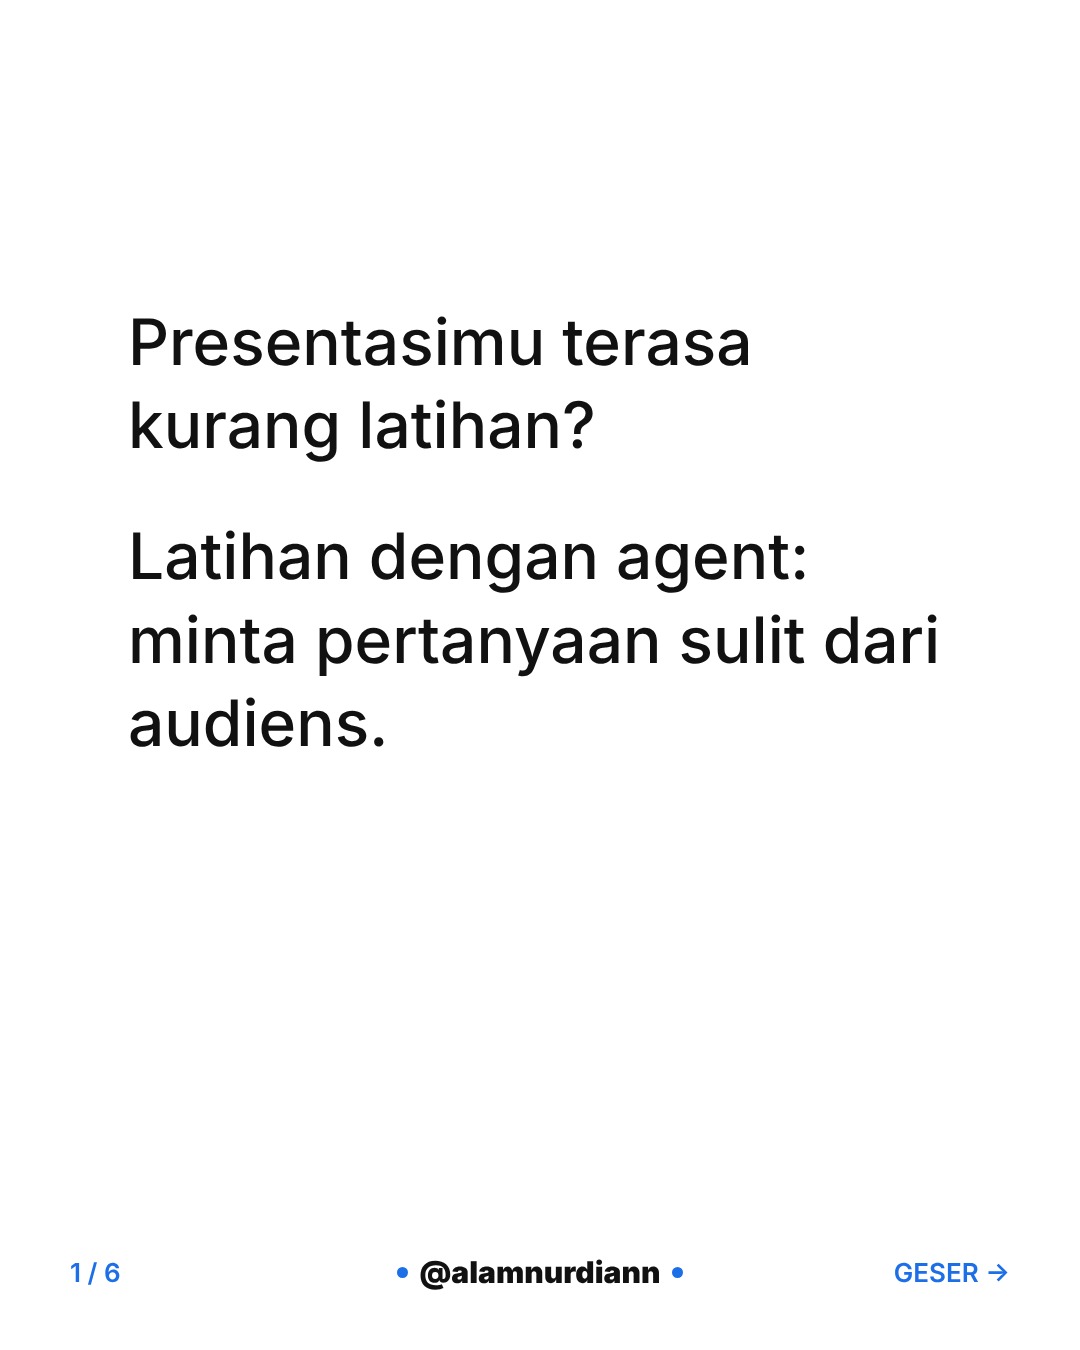 Presentasimu terasa
kurang latihan?
Latihan dengan agent:
minta pertanyaan sulit dari
audiens.
1 / 6
• @alamnurdiann •
GESER →